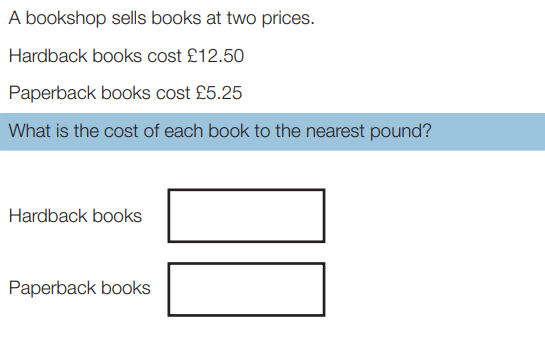 A bookshop sells books at two prices.
Hardback books cost £12.50
Paperback books cost £5.25
What is the cost of each book to the nearest pound?
Hardback books
Paperback books